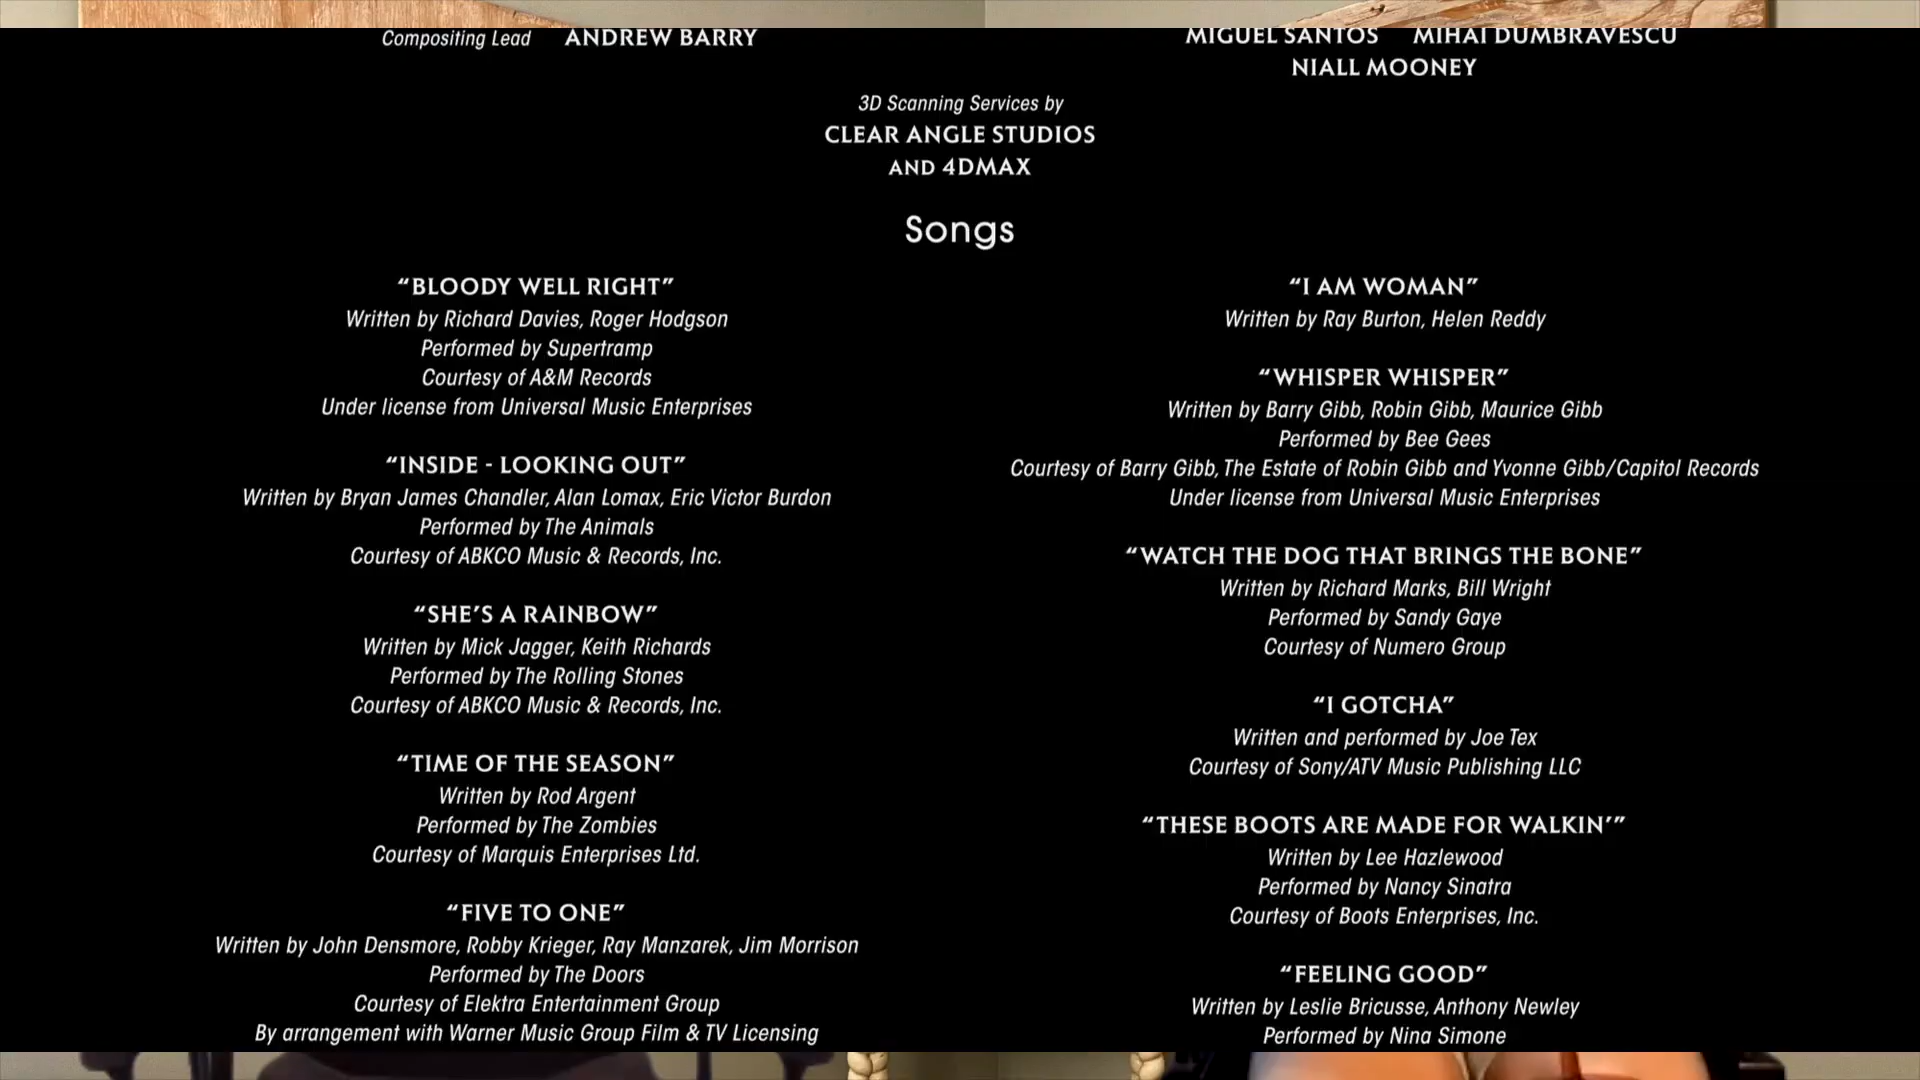 Compositing Lead ANDREW BARRY
MIGUEL SANTOS MIHAI DUMBRAVESCU
NIALL MOONEY
3D Scanning Services by
CLEAR ANGLE STUDIOS
AND 4DMAX
Songs
“BLOODY WELL RIGHT”
Written by Richard Davies, Roger Hodgson
Performed by Supertramp
Courtesy of A&M Records
Under license from Universal Music Enterprises
“INSIDE - LOOKING OUT”
Written by Bryan James Chandler, Alan Lomax, Eric Victor Burdon
Performed by The Animals
Courtesy of ABKCO Music & Records, Inc.
“SHE’S A RAINBOW”
Written by Mick Jagger, Keith Richards
Performed by The Rolling Stones
Courtesy of ABKCO Music & Records, Inc.
“TIME OF THE SEASON”
Written by Rod Argent
Performed by The Zombies
Courtesy of Marquis Enterprises Ltd.
“FIVE TO ONE”
Written by John Densmore, Robby Krieger, Ray Manzarek, Jim Morrison
Performed by The Doors
Courtesy of Elektra Entertainment Group
By arrangement with Warner Music Group Film & TV Licensing
“I AM WOMAN”
Written by Ray Burton, Helen Reddy
“WHISPER WHISPER”
Written by Barry Gibb, Robin Gibb, Maurice Gibb
Performed by Bee Gees
Courtesy of Barry Gibb, The Estate of Robin Gibb and Yvonne Gibb/Capitol Records
Under license from Universal Music Enterprises
“WATCH THE DOG THAT BRINGS THE BONE”
Written by Richard Marks, Bill Wright
Performed by Sandy Gaye
Courtesy of Numero Group
“I GOTCHA”
Written and performed by Joe Tex
Courtesy of Sony/ATV Music Publishing LLC
“THESE BOOTS ARE MADE FOR WALKIN’”
Written by Lee Hazlewood
Performed by Nancy Sinatra
Courtesy of Boots Enterprises, Inc.
“FEELING GOOD”
Written by Leslie Bricusse, Anthony Newley
Performed by Nina Simone